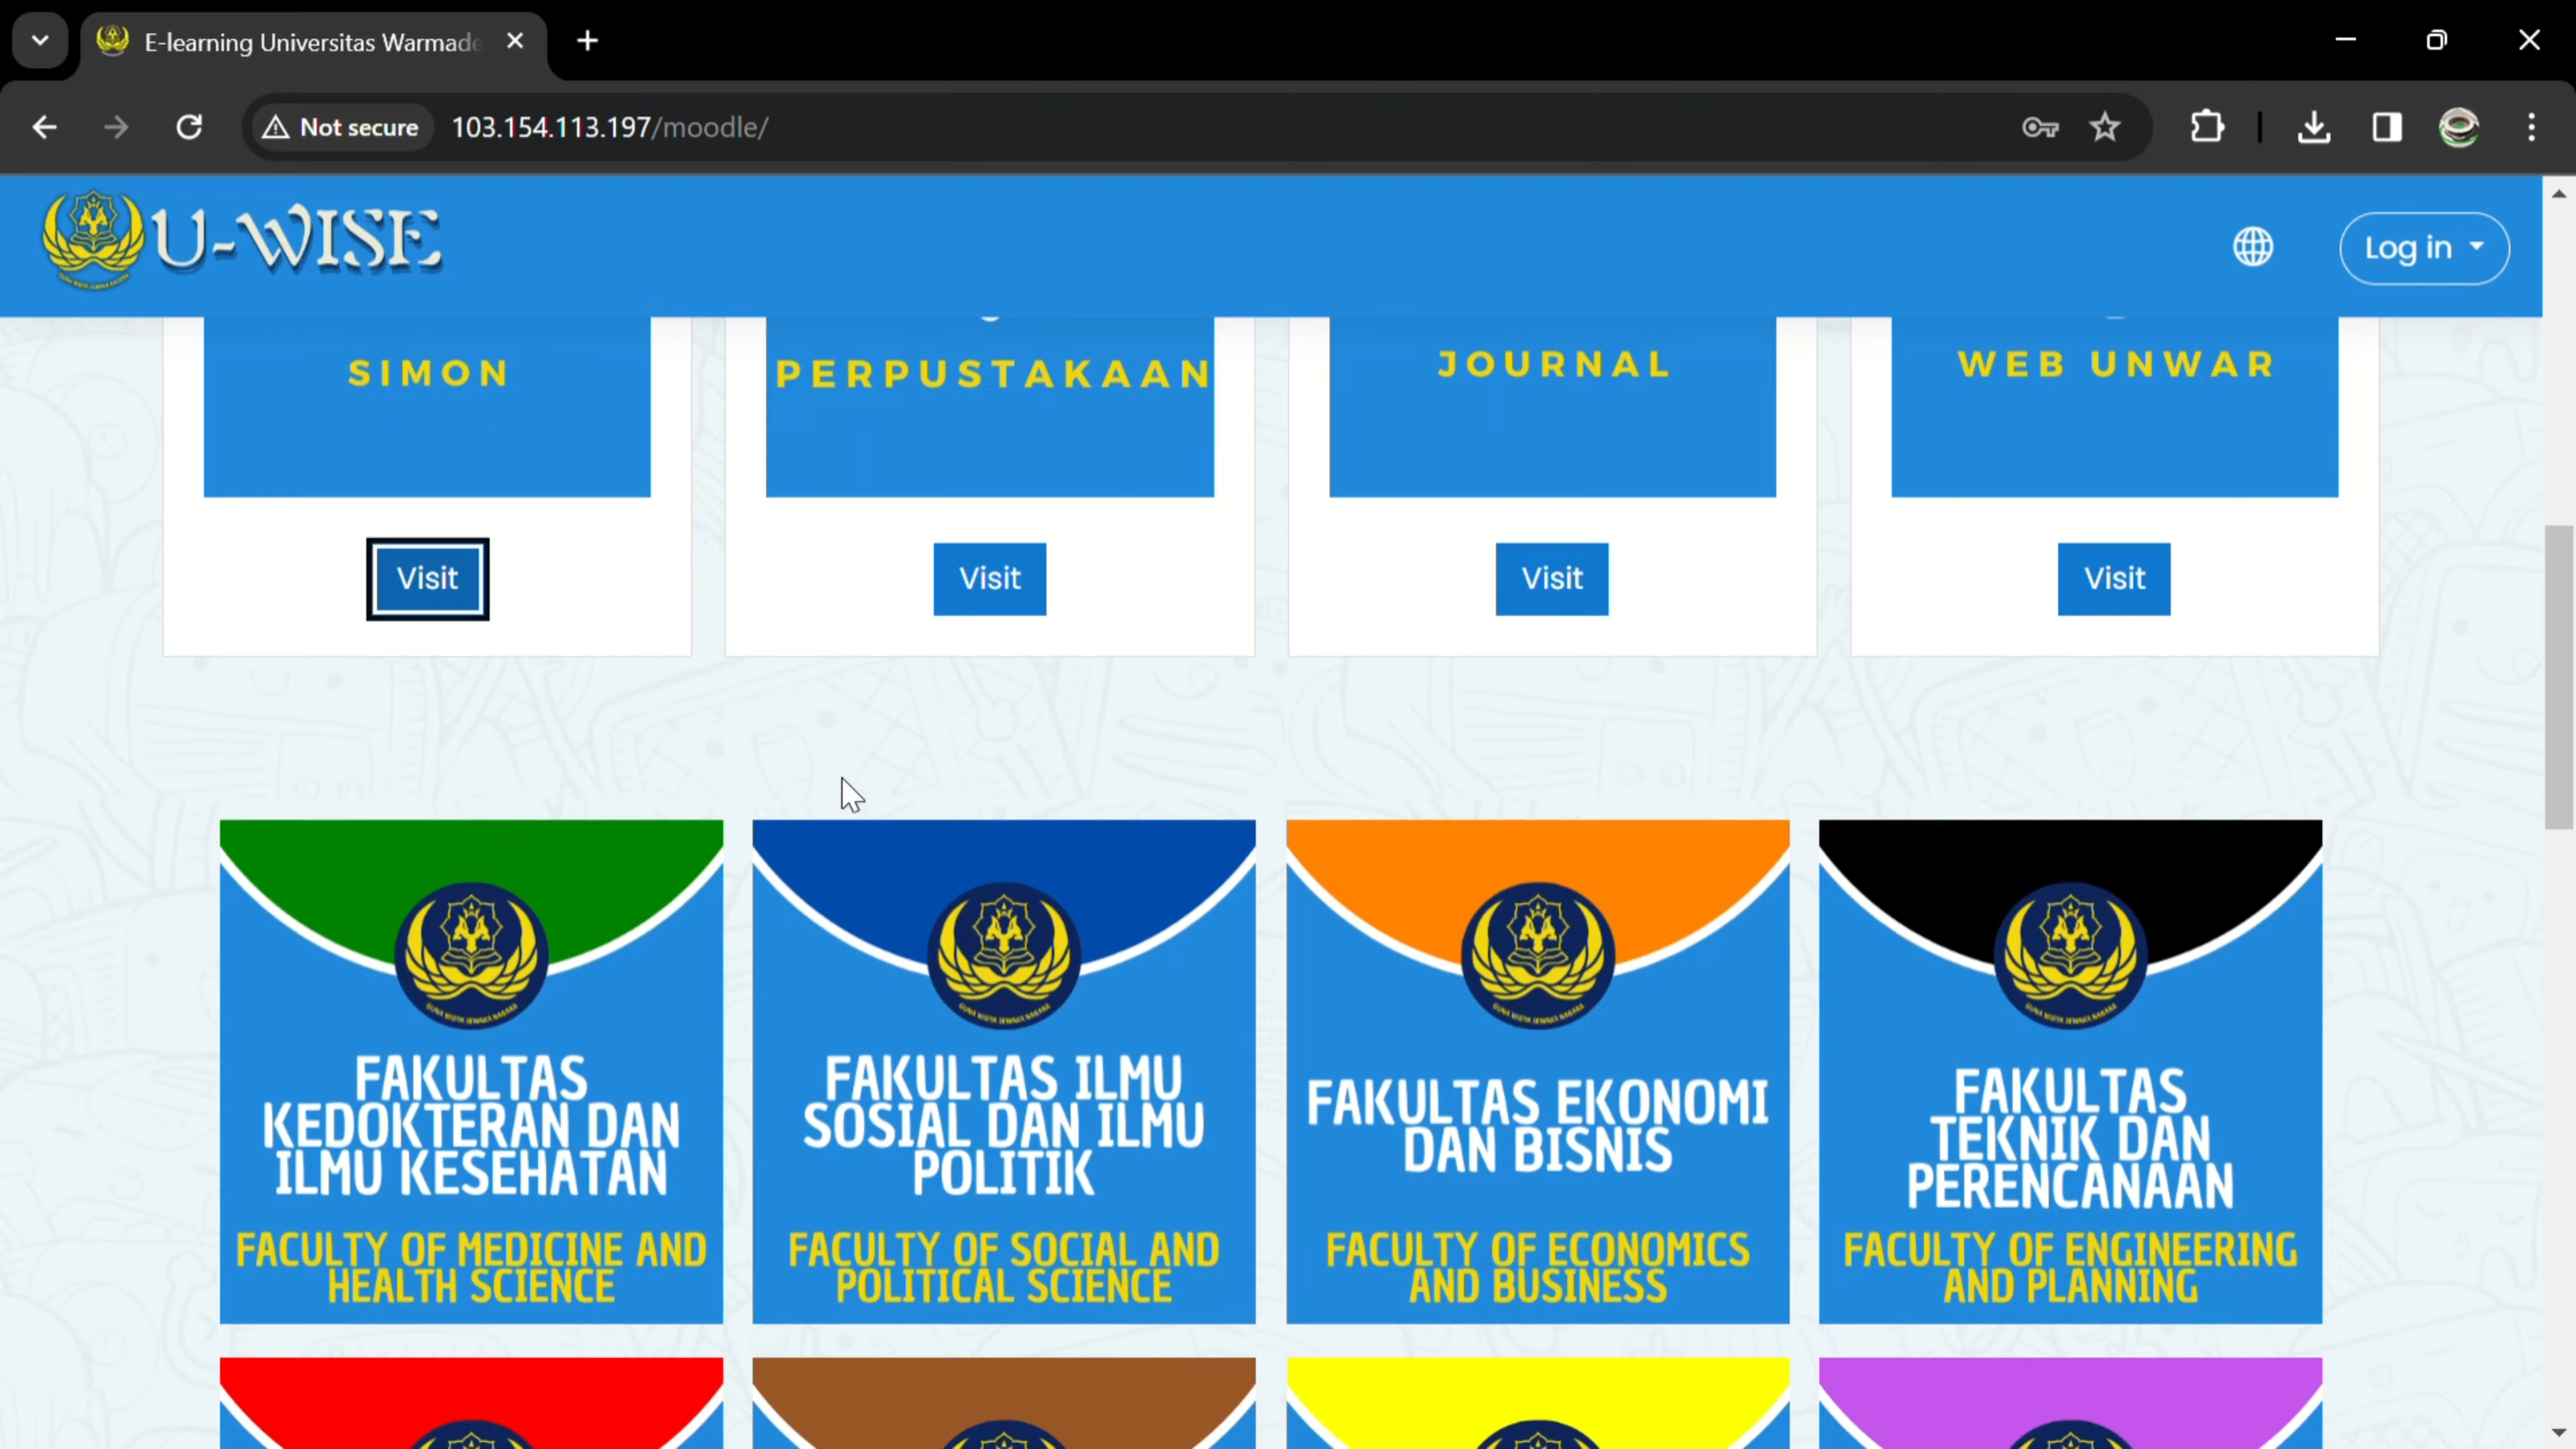 E-learning Universitas Warmade
Not secure
103.154.113.197/moodle/
U-WISE
Log in
SIMON
PERPUSTAKAAN
JOURNAL
WEB UNWAR
Visit
Visit
Visit
Visit
FAKULTAS
KEDOKTERAN DAN
ILMU KESEHATAN
FACULTY OF MEDICINE AND
HEALTH SCIENCE
FAKULTAS ILMU
SOSIAL DAN ILMU
POLITIK
FACULTY OF SOCIAL AND
POLITICAL SCIENCE
FAKULTAS EKONOMI
DAN BISNIS
FACULTY OF ECONOMICS
AND BUSINESS
FAKULTAS
TEKNIK DAN
PERENCANAAN
FACULTY OF ENGINEERING
AND PLANNING